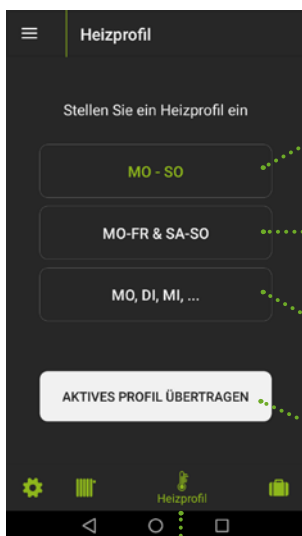 Heizprofil
Stellen Sie ein Heizprofil ein
MO - SO
MO-FR & SA-SO
MO, DI, MI, ...
AKTIVES PROFIL ÜBERTRAGEN
Heizprofil